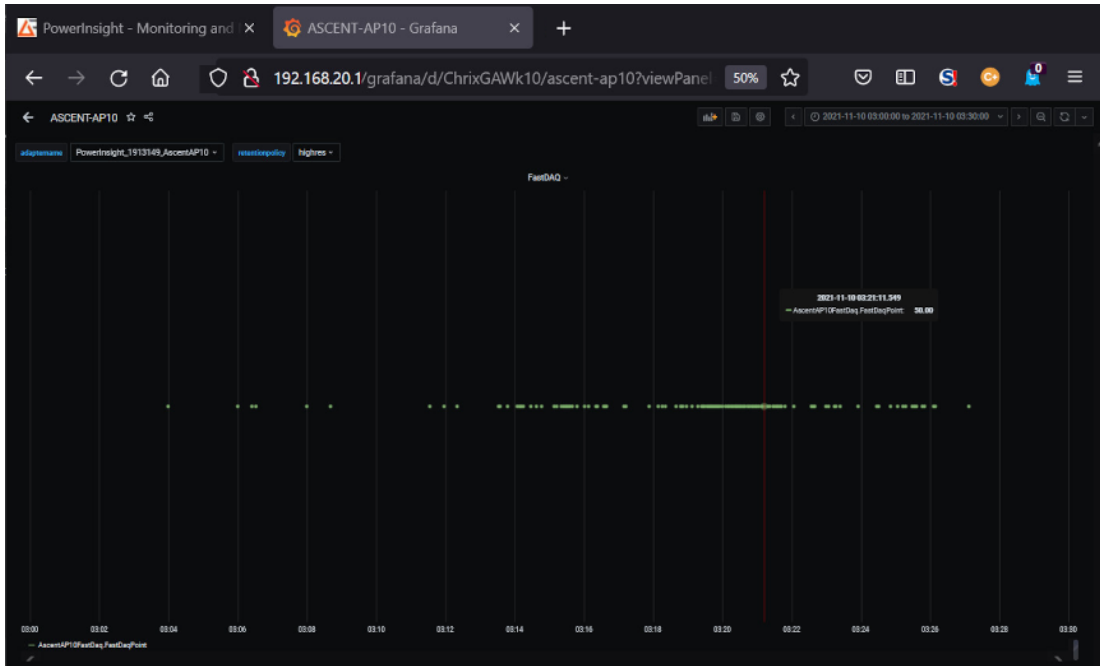 PowerInsight - Monitoring and
ASCENT-AP10 - Grafana
192.168.20.1/grafana/d/ChrixGAWk10/ascent-ap10?viewPanel
50%
0
ASCENT-AP10
2021-11-10 03:00:00 to 2021-11-10 03:30:00
adaptername PowerInsight_1913149_AscentAP10 retentionpolicy highres
FastDAQ
2021-11-10 03:21:11.549
AscentAP10FastDaq.FastDaqPoint: 50.00
03:00 03:02 03:04 03:06 03:08 03:10 03:12 03:14 03:16 03:18 03:20 03:22 03:24 03:26 03:28 03:30
AscentAP10FastDaq.FastDaqPoint